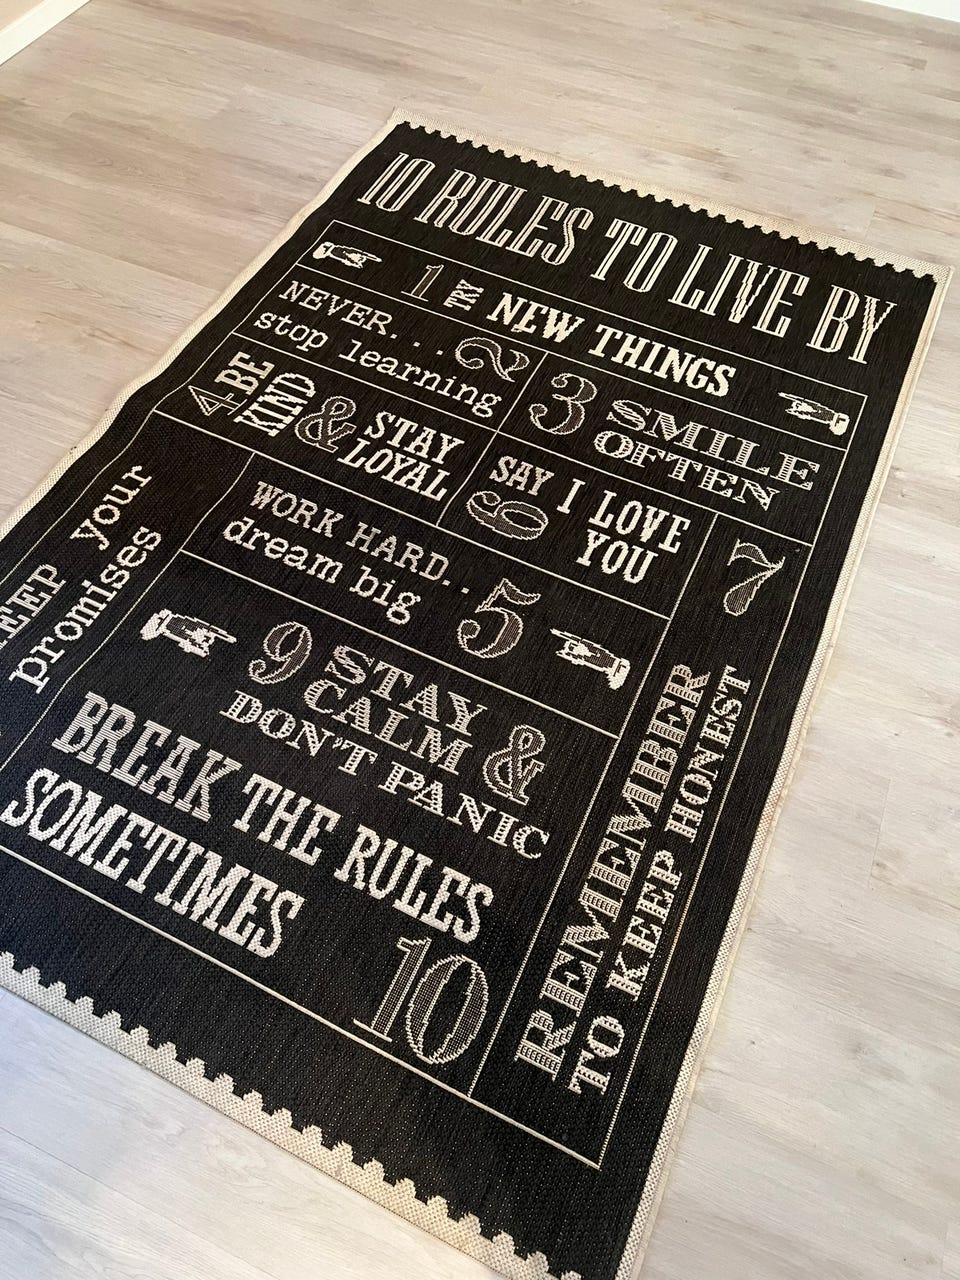 10 RULES TO LIVE BY
1 TRY NEW THINGS
NEVER... 2
stop learning
3 SMILE
OFTEN
4 BE
KIND
& STAY
LOYAL
SAY I LOVE
6 YOU
WORK HARD..
dream big 5
7
REMEMBER
TO KEEP HONEST
your
promises
9 STAY
CALM &
DON'T PANIC
BREAK THE RULES
SOMETIMES
10